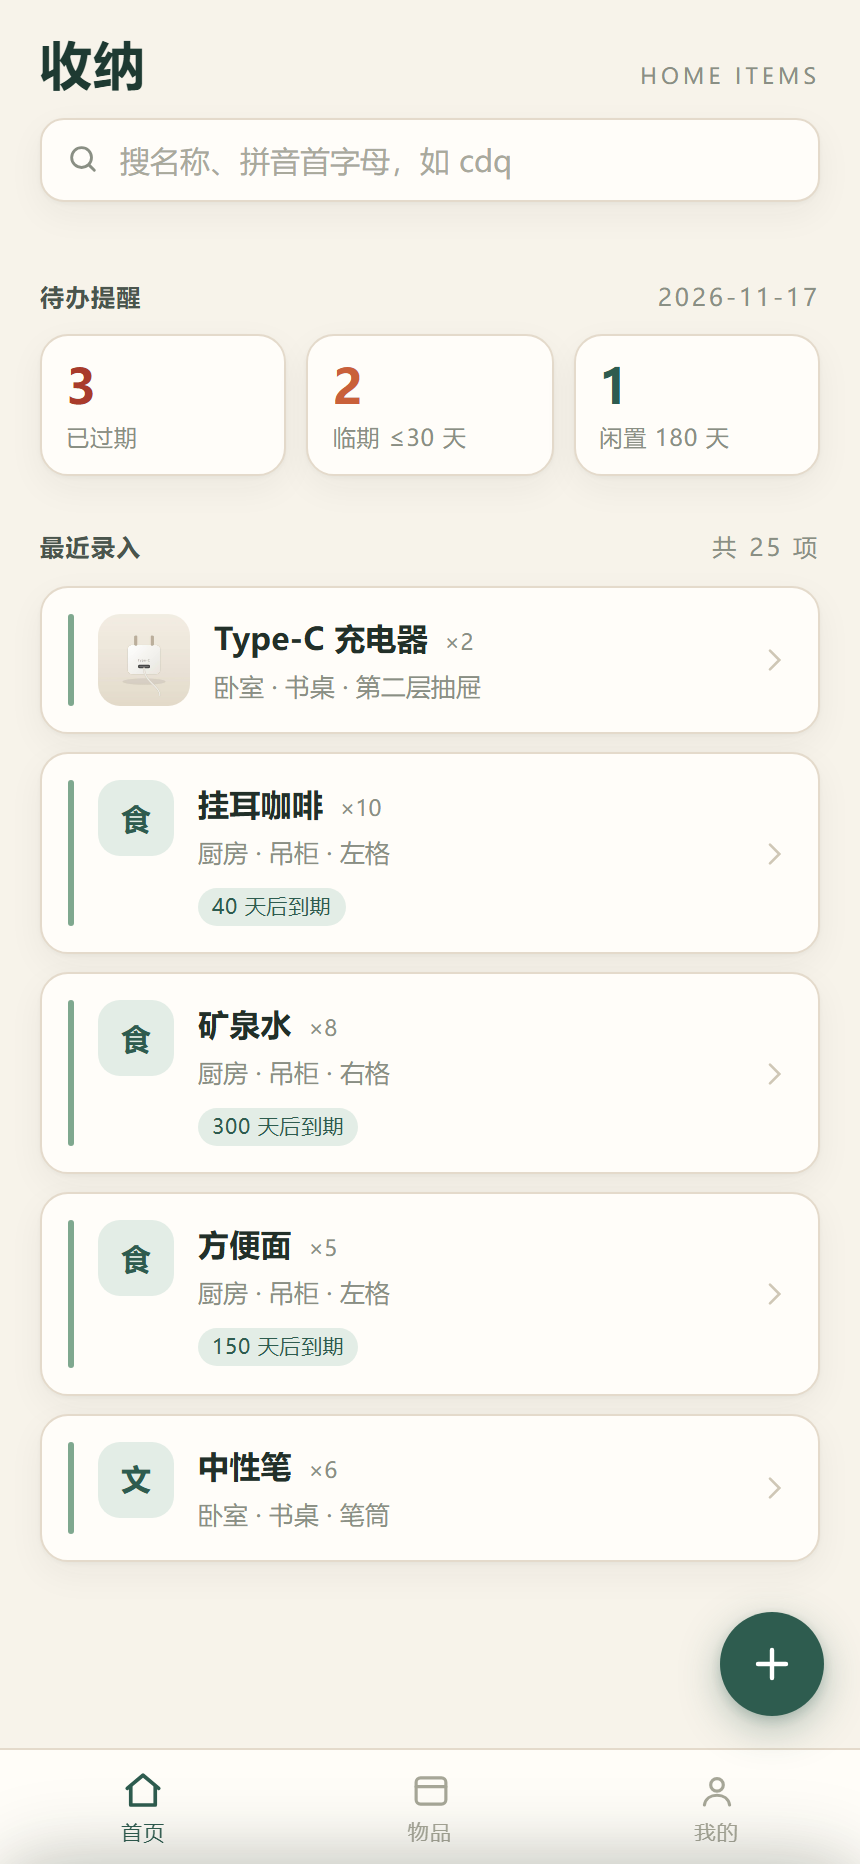 收纳
HOME ITEMS
搜名称、拼音首字母，如 cdq
待办提醒
2026-11-17
3
已过期
2
临期 ≤30 天
1
闲置 180 天
最近录入
共 25 项
Type-C 充电器 ×2
卧室 · 书桌 · 第二层抽屉
食
挂耳咖啡 ×10
厨房 · 吊柜 · 左格
40 天后到期
食
矿泉水 ×8
厨房 · 吊柜 · 右格
300 天后到期
食
方便面 ×5
厨房 · 吊柜 · 左格
150 天后到期
文
中性笔 ×6
卧室 · 书桌 · 笔筒
首页
物品
我的